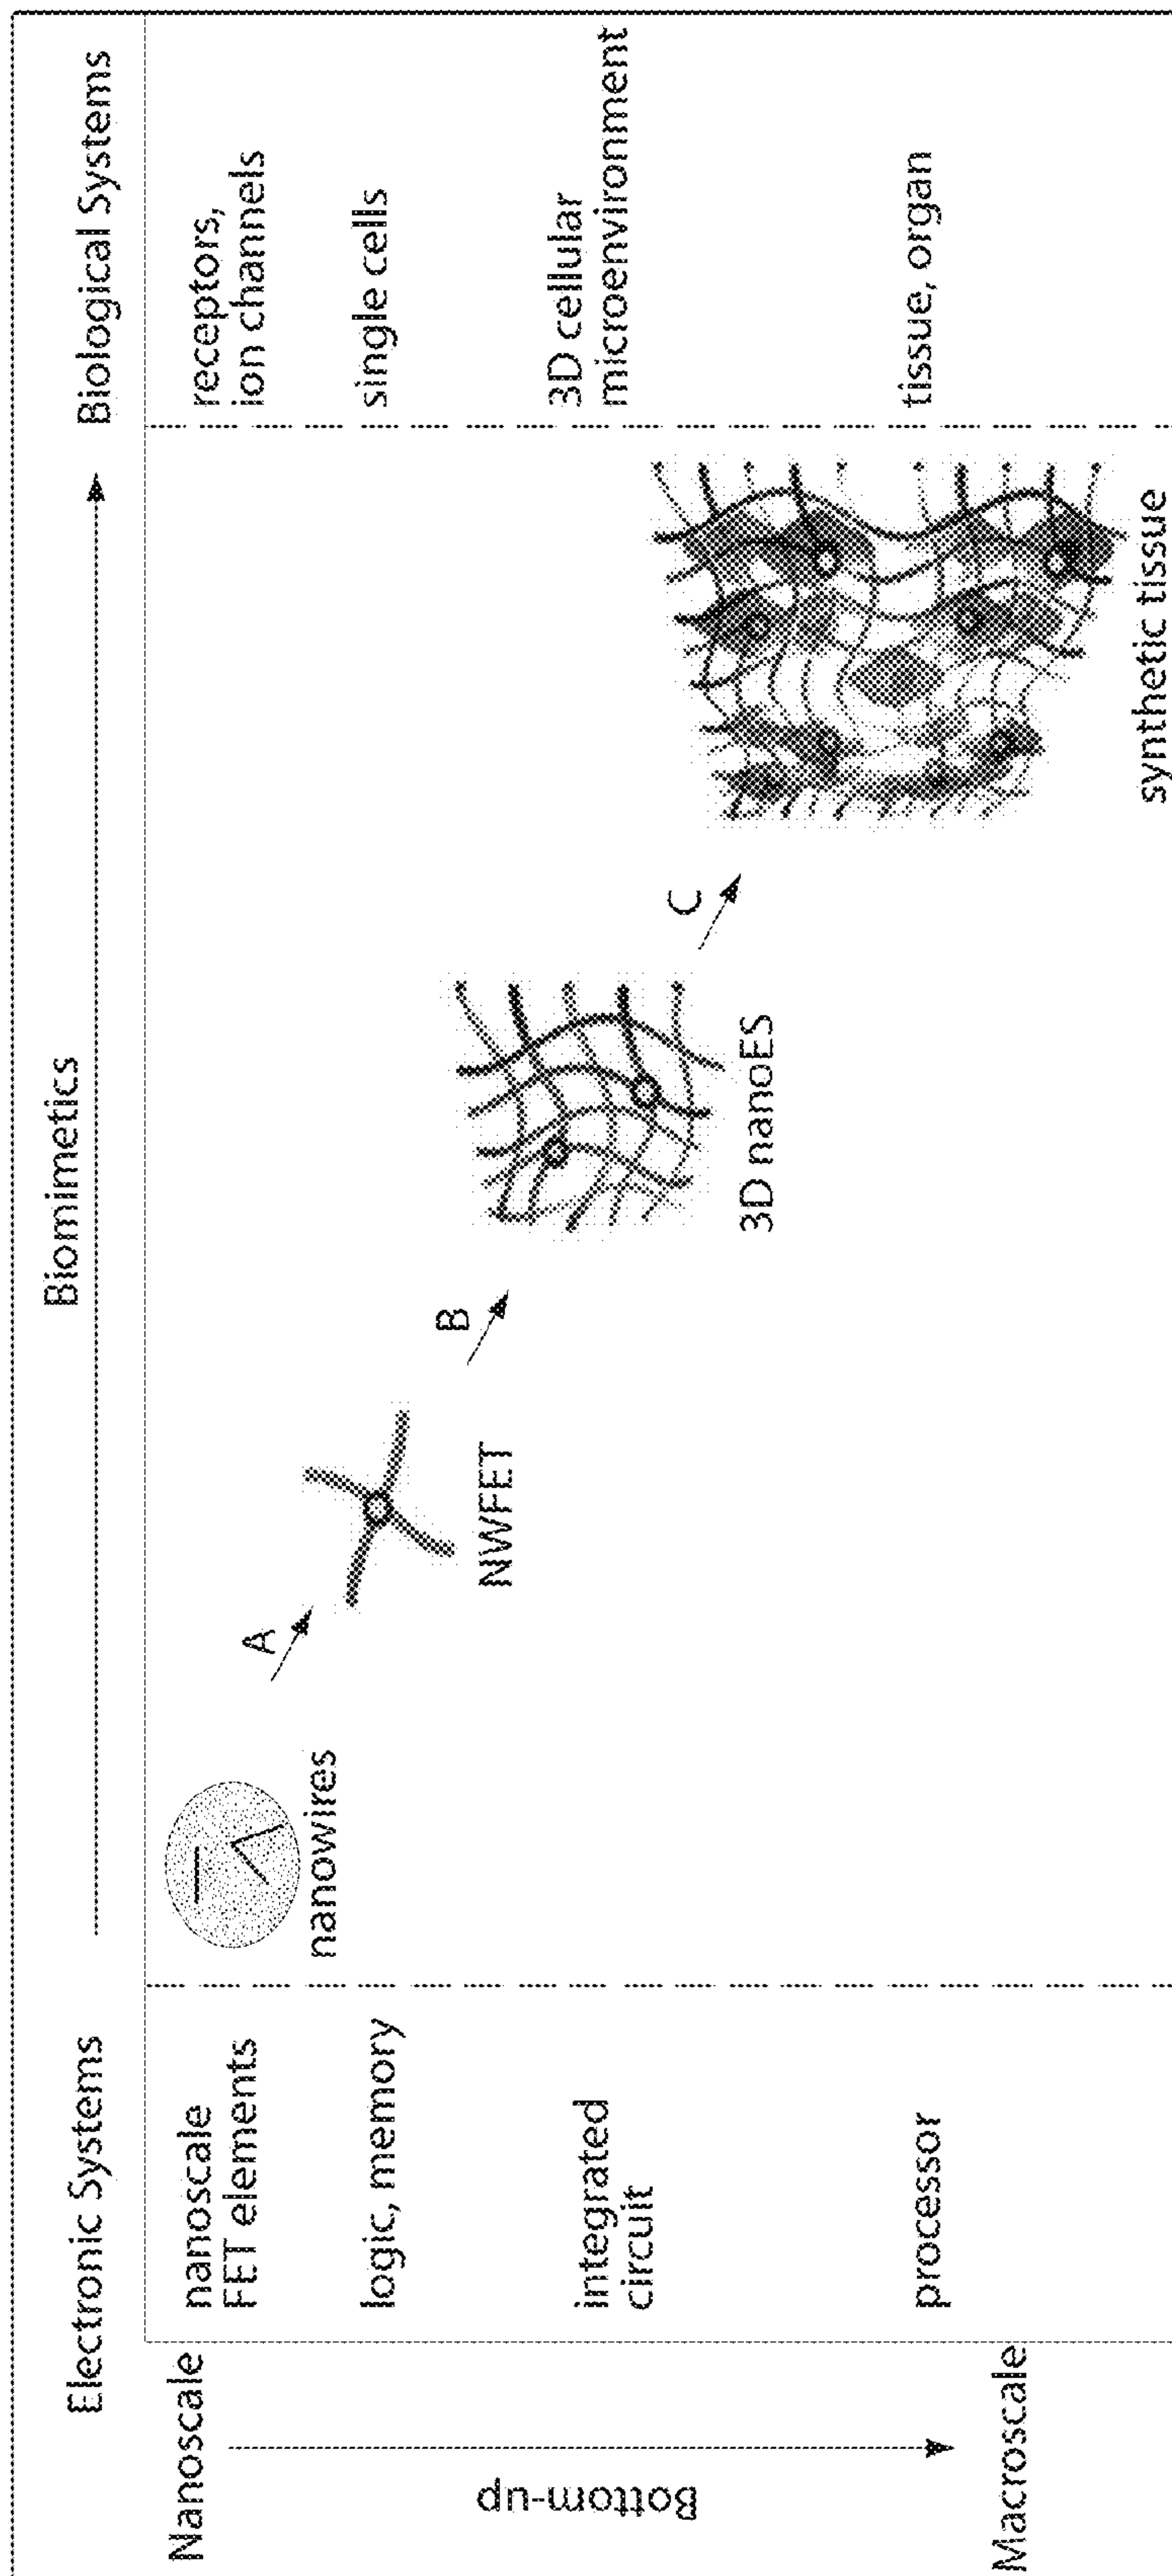 Electronic Systems
Biomimetics
Biological Systems
Nanoscale
Bottom-up
Macroscale
nanoscale
FET elements
logic, memory
integrated
circuit
processor
nanowires
A
NWFET
B
3D nanoES
C
synthetic tissue
receptors,
ion channels
single cells
3D cellular
microenvironment
tissue, organ